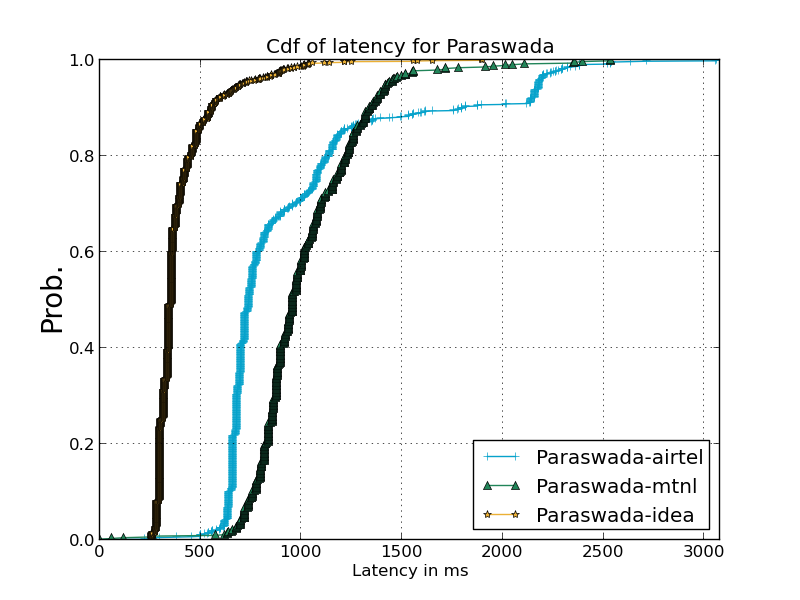 Cdf of latency for Paraswada
1.0
0.8
0.6
0.4
0.2
0.0
Prob.
0
500
1000
1500
2000
2500
3000
Latency in ms
Paraswada-airtel
Paraswada-mtnl
Paraswada-idea